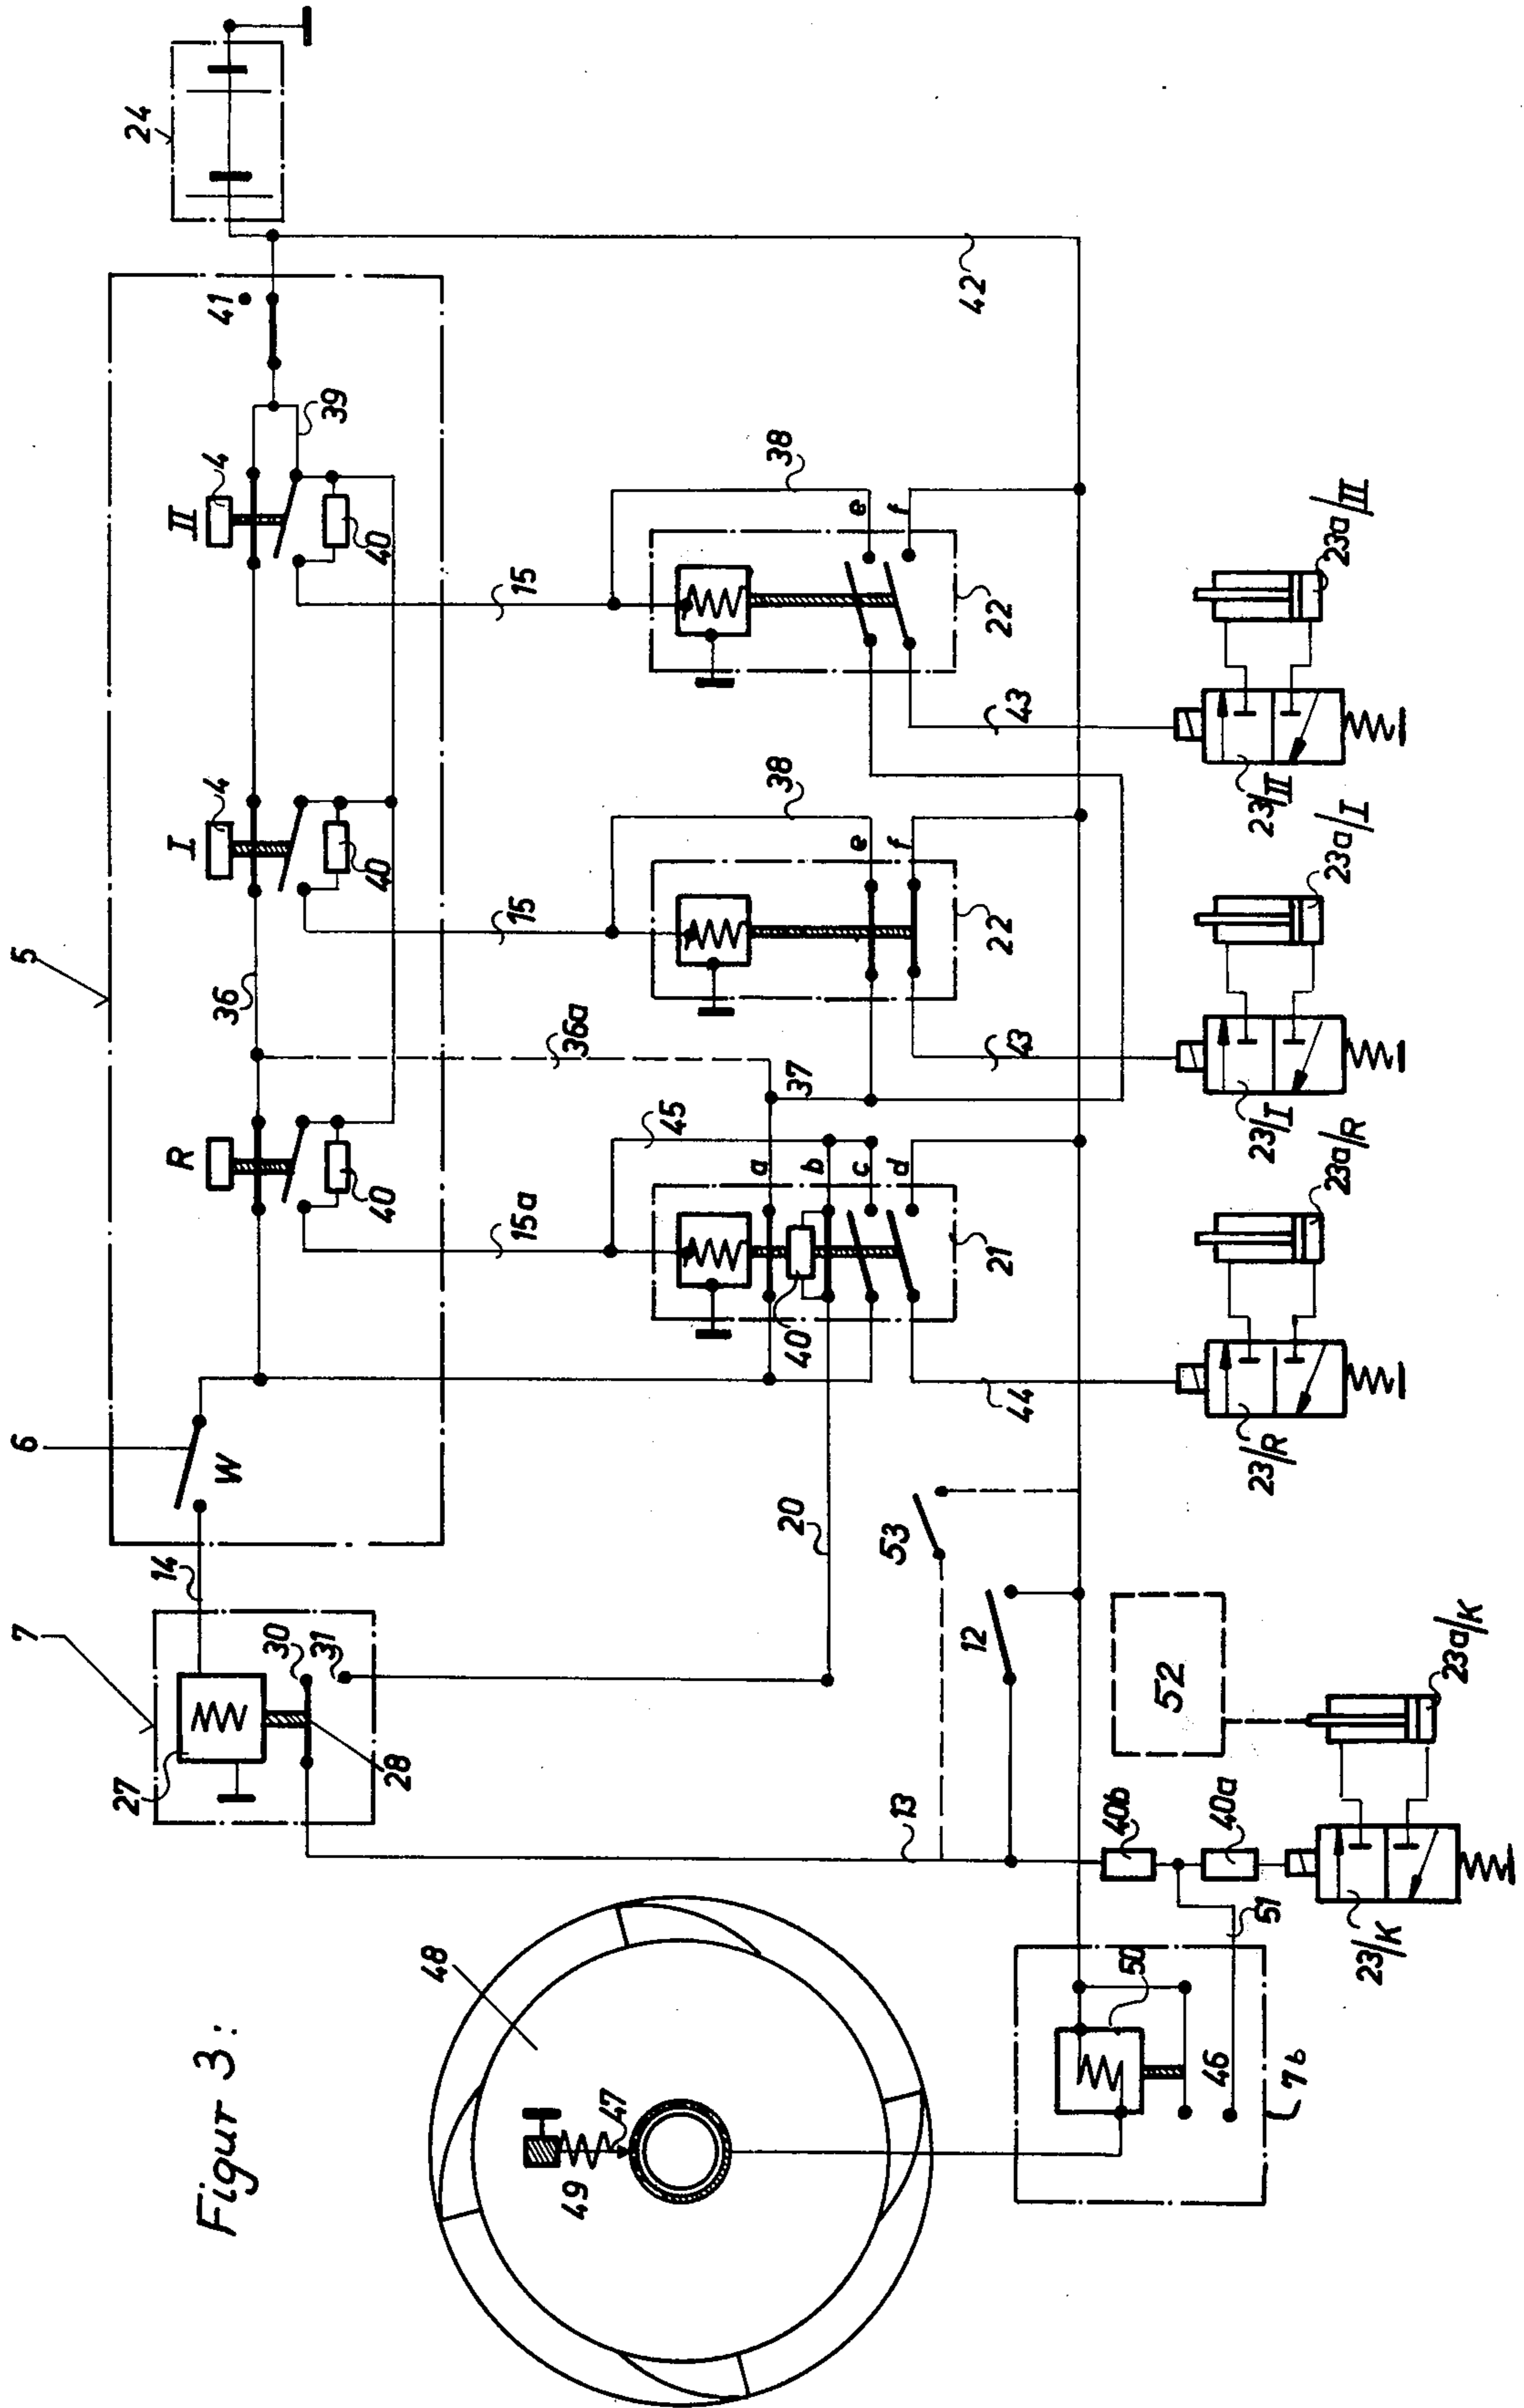 Figur 3:
5
6
7
24
41
II
4
I
4
R
39
36
W
14
40
40
40
27
30
31
28
15
15
15a
36a
38
38
45
37
e
f
e
f
a
b
c
d
22
22
21
40
42
43
43
44
20
53
12
13
48
47
49
52
40b
40a
51
50
46
7b
23/K
23a/K
23/R
23a/R
23/I
23a/I
23/II
23a/II